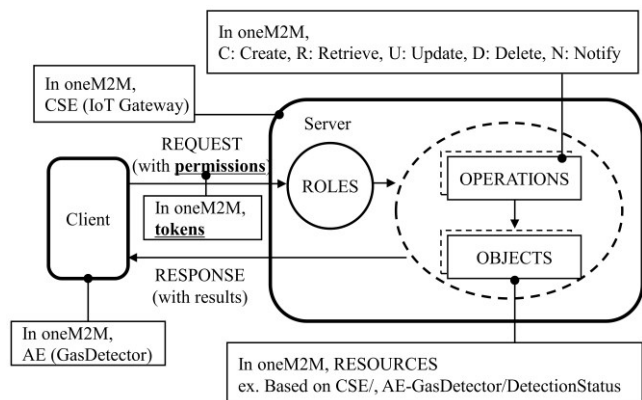 In oneM2M,
C: Create, R: Retrieve, U: Update, D: Delete, N: Notify
In oneM2M,
CSE (IoT Gateway)
Server
REQUEST
(with permissions)
ROLES
OPERATIONS
Client
In oneM2M,
tokens
OBJECTS
RESPONSE
(with results)
In oneM2M,
AE (GasDetector)
In oneM2M, RESOURCES
ex. Based on CSE/, AE-GasDetector/DetectionStatus